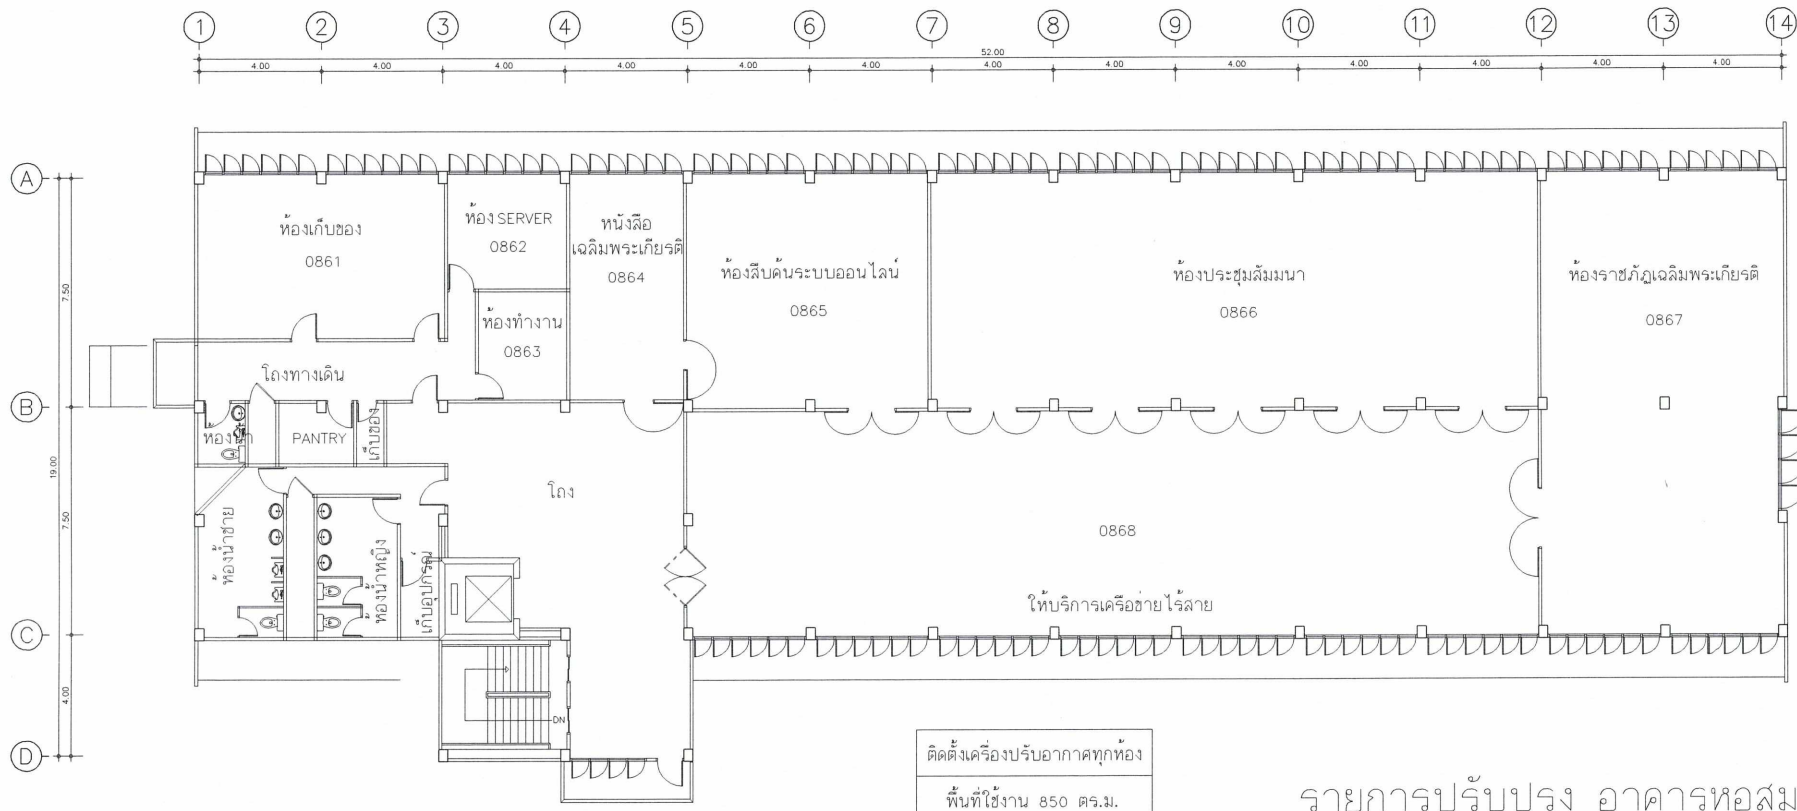 1 2 3 4 5 6 7 8 9 10 11 12 13 14
52.00
4.00 4.00 4.00 4.00 4.00 4.00 4.00 4.00 4.00 4.00 4.00 4.00 4.00
A
B
C
D
7.50
7.50
4.00
19.00
ห้องเก็บของ
0861
ห้อง SERVER
0862
ห้องทำงาน
0863
หนังสือ
เฉลิมพระเกียรติ
0864
ห้องสืบค้นระบบออนไลน์
0865
ห้องประชุมสัมมนา
0866
ห้องราชภัฏเฉลิมพระเกียรติ
0867
โถงทางเดิน
ห้องน้ำ
PANTRY
เก็บของ
โถง
ห้องน้ำชาย
ห้องน้ำหญิง
เก็บอุปกรณ์
0868
ให้บริการเครือข่ายไร้สาย
DN
ติดตั้งเครื่องปรับอากาศทุกห้อง
พื้นที่ใช้งาน 850 ตร.ม.
รายการปรับปรุง อาคารหอสม